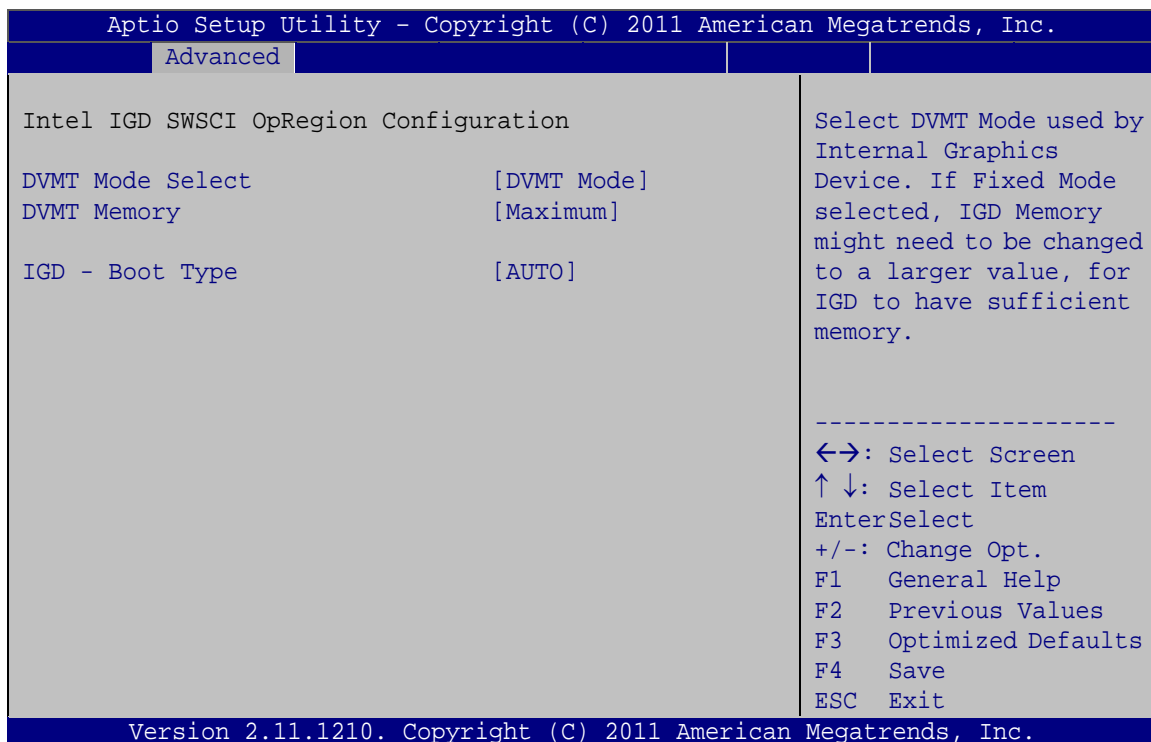 Aptio Setup Utility – Copyright (C) 2011 American Megatrends, Inc.
Advanced
Intel IGD SWSCI OpRegion Configuration
DVMT Mode Select [DVMT Mode]
DVMT Memory [Maximum]
IGD - Boot Type [AUTO]
Select DVMT Mode used by
Internal Graphics
Device. If Fixed Mode
selected, IGD Memory
might need to be changed
to a larger value, for
IGD to have sufficient
memory.
---------------------
←→: Select Screen
↑ ↓: Select Item
EnterSelect
+/-: Change Opt.
F1 General Help
F2 Previous Values
F3 Optimized Defaults
F4 Save
ESC Exit
Version 2.11.1210. Copyright (C) 2011 American Megatrends, Inc.